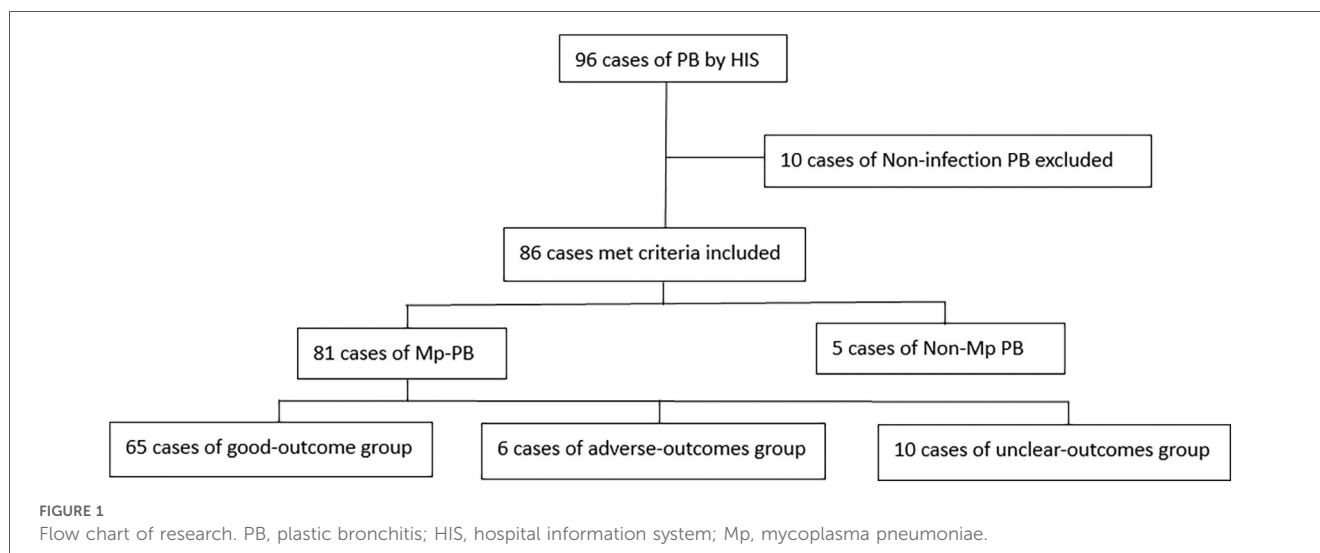 96 cases of PB by HIS
10 cases of Non-infection PB excluded
86 cases met criteria included
81 cases of Mp-PB
5 cases of Non-Mp PB
65 cases of good-outcome group
6 cases of adverse-outcomes group
10 cases of unclear-outcomes group
FIGURE 1
Flow chart of research. PB, plastic bronchitis; HIS, hospital information system; Mp, mycoplasma pneumoniae.